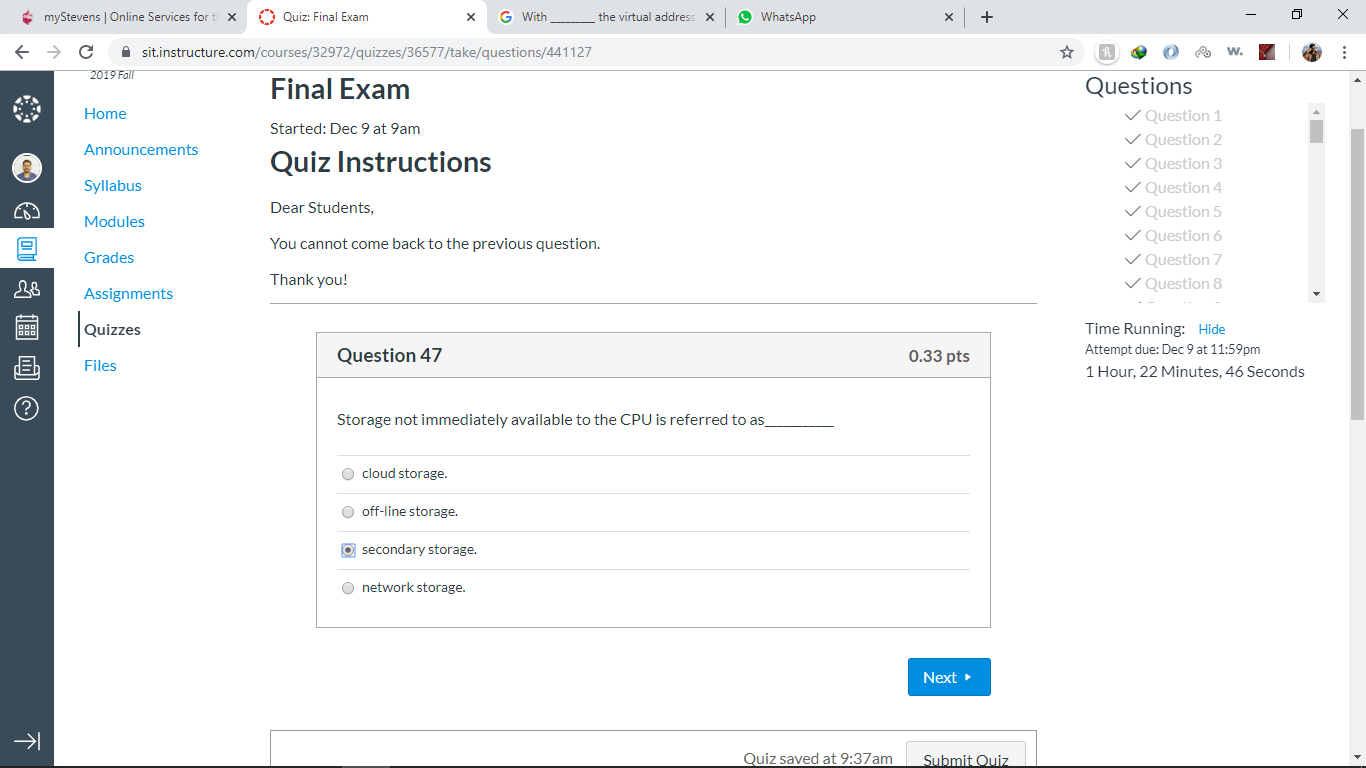 myStevens | Online Services for t
Quiz: Final Exam
With ________ the virtual address
WhatsApp
sit.instructure.com/courses/32972/quizzes/36577/take/questions/441127
2019 Fall
Home
Announcements
Syllabus
Modules
Grades
Assignments
Quizzes
Files
Final Exam
Started: Dec 9 at 9am
Quiz Instructions
Dear Students,
You cannot come back to the previous question.
Thank you!
Question 47 0.33 pts
Storage not immediately available to the CPU is referred to as___________
cloud storage.
off-line storage.
secondary storage.
network storage.
Next
Quiz saved at 9:37am Submit Quiz
Questions
Question 1
Question 2
Question 3
Question 4
Question 5
Question 6
Question 7
Question 8
Time Running: Hide
Attempt due: Dec 9 at 11:59pm
1 Hour, 22 Minutes, 46 Seconds